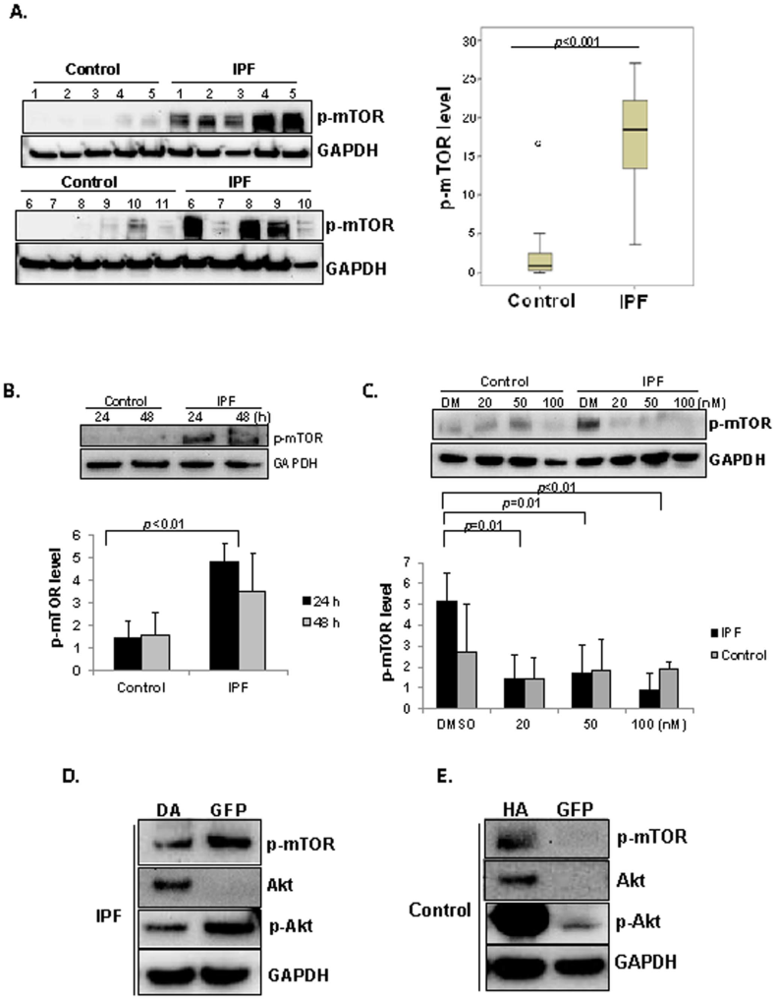 A.
Control IPF
1 2 3 4 5 1 2 3 4 5
p-mTOR
GAPDH
Control IPF
6 7 8 9 10 11 6 7 8 9 10
p-mTOR
GAPDH
p<0.001
30
25
20
15
10
5
0
p-mTOR level
Control IPF
B.
Control IPF
24 48 24 48 (h)
p-mTOR
GAPDH
p<0.01
6
5
4
3
2
1
0
p-mTOR level
Control IPF
24 h
48 h
C.
Control IPF
DM 20 50 100 DM 20 50 100 (nM)
p-mTOR
GAPDH
p<0.01
p=0.01
p=0.01
7
6
5
4
3
2
1
0
p-mTOR level
DMSO 20 50 100 (nM)
IPF
Control
D.
DA GFP
p-mTOR
Akt
p-Akt
GAPDH
IPF
E.
HA GFP
p-mTOR
Akt
p-Akt
GAPDH
Control